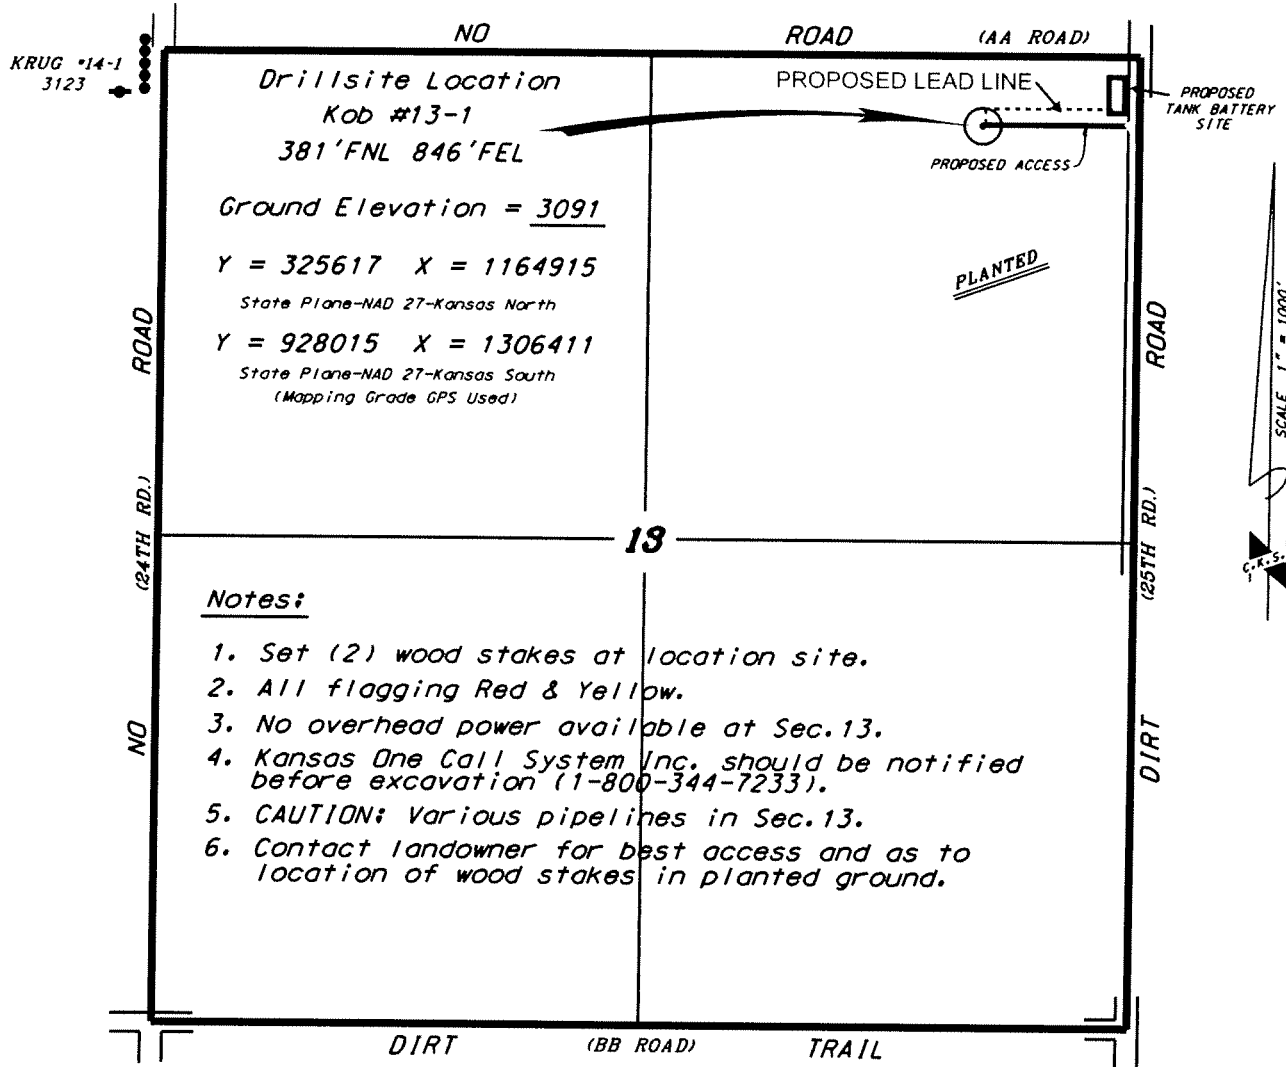 NO ROAD (AA ROAD)
KRUG #14-1
3123
Drillsite Location
Kob #13-1
381'FNL 846'FEL
Ground Elevation = 3091
Y = 325617 X = 1164915
State Plane-NAD 27-Kansas North
Y = 928015 X = 1306411
State Plane-NAD 27-Kansas South
(Mapping Grade GPS Used)
PROPOSED LEAD LINE
PROPOSED
TANK BATTERY
SITE
PROPOSED ACCESS
PLANTED
NO (24TH RD.) ROAD
13
ROAD (25TH RD.) DIRT
SCALE 1" = 1000'
C.K.S.
Notes:
1. Set (2) wood stakes at location site.
2. All flagging Red & Yellow.
3. No overhead power available at Sec.13.
4. Kansas One Call System Inc. should be notified
before excavation (1-800-344-7233).
5. CAUTION: Various pipelines in Sec.13.
6. Contact landowner for best access and as to
location of wood stakes in planted ground.
DIRT (BB ROAD) TRAIL